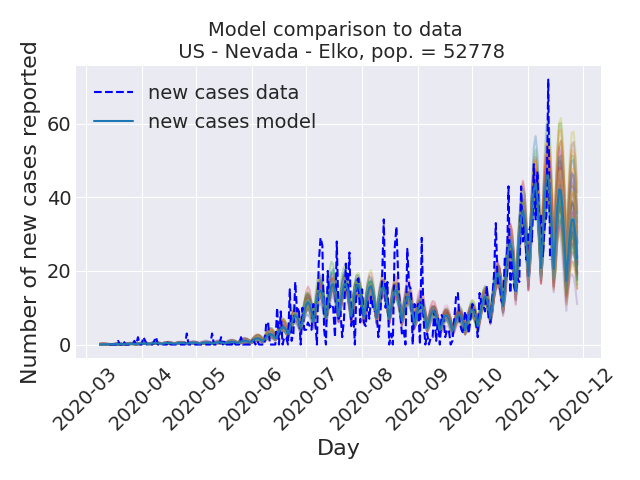 Model comparison to data
US - Nevada - Elko, pop. = 52778
Number of new cases reported
60
40
20
0
new cases data
new cases model
2020-03
2020-04
2020-05
2020-06
2020-07
2020-08
2020-09
2020-10
2020-11
2020-12
Day